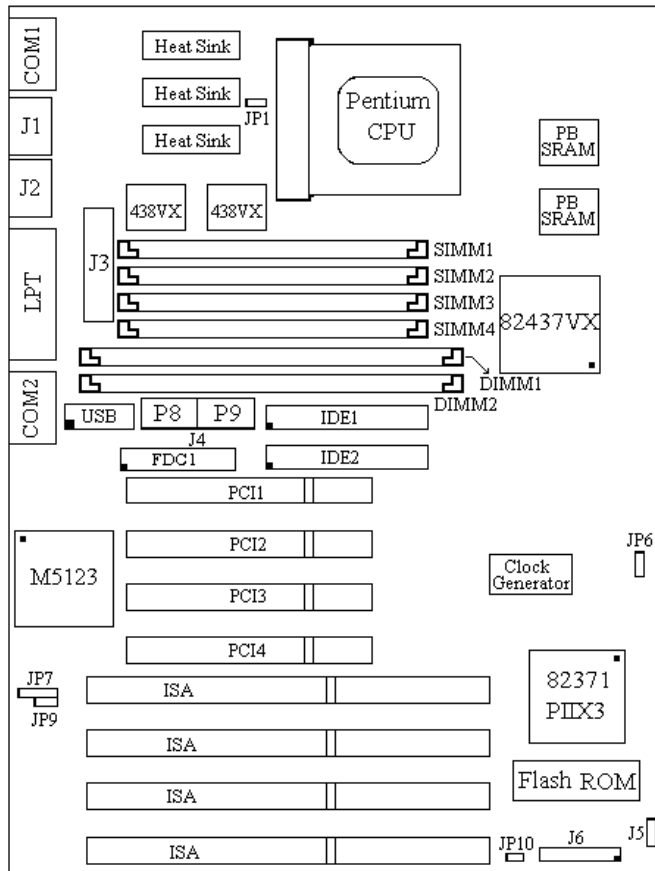 COM1
Heat Sink
Heat Sink
Heat Sink
JP1
Pentium
CPU
J1
J2
PB
SRAM
PB
SRAM
438VX
438VX
J3
LPT
SIMM1
SIMM2
SIMM3
SIMM4
82437VX
DIMM1
DIMM2
COM2
USB
P8
P9
J4
IDE1
FDC1
IDE2
PCI1
PCI2
PCI3
PCI4
M5123
Clock
Generator
JP6
JP7
JP9
ISA
ISA
ISA
ISA
82371
PIIX3
Flash ROM
JP10
J6
J5